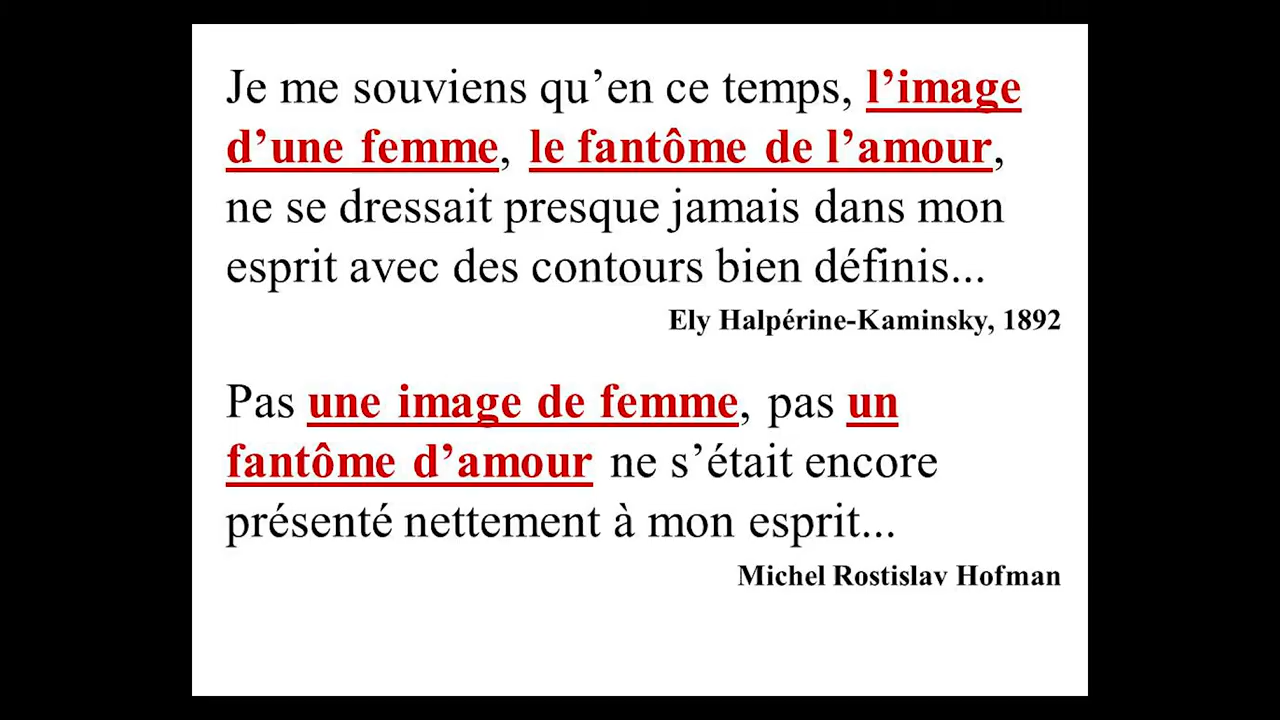 Je me souviens qu’en ce temps, l’image
d’une femme, le fantôme de l’amour,
ne se dressait presque jamais dans mon
esprit avec des contours bien définis...
Ely Halpérine-Kaminsky, 1892
Pas une image de femme, pas un
fantôme d’amour ne s’était encore
présenté nettement à mon esprit...
Michel Rostislav Hofman